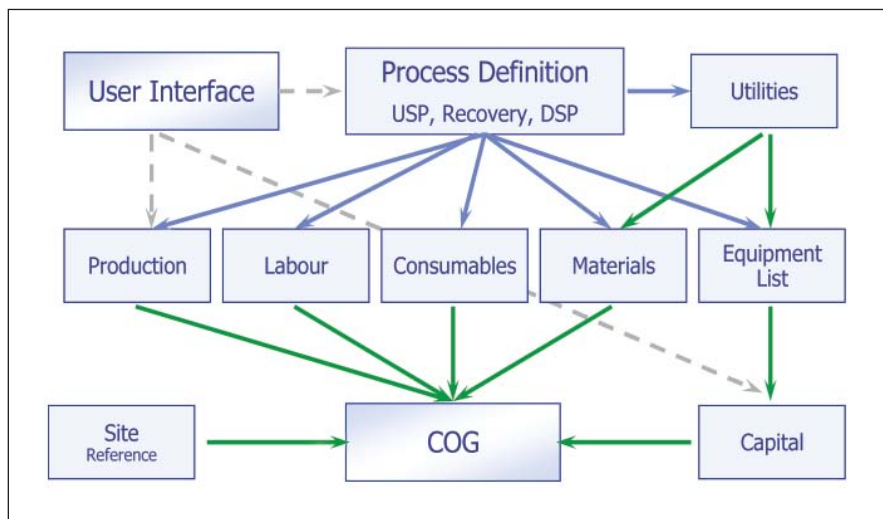 User Interface
Process Definition
USP, Recovery, DSP
Utilities
Production
Labour
Consumables
Materials
Equipment
List
Site
Reference
COG
Capital